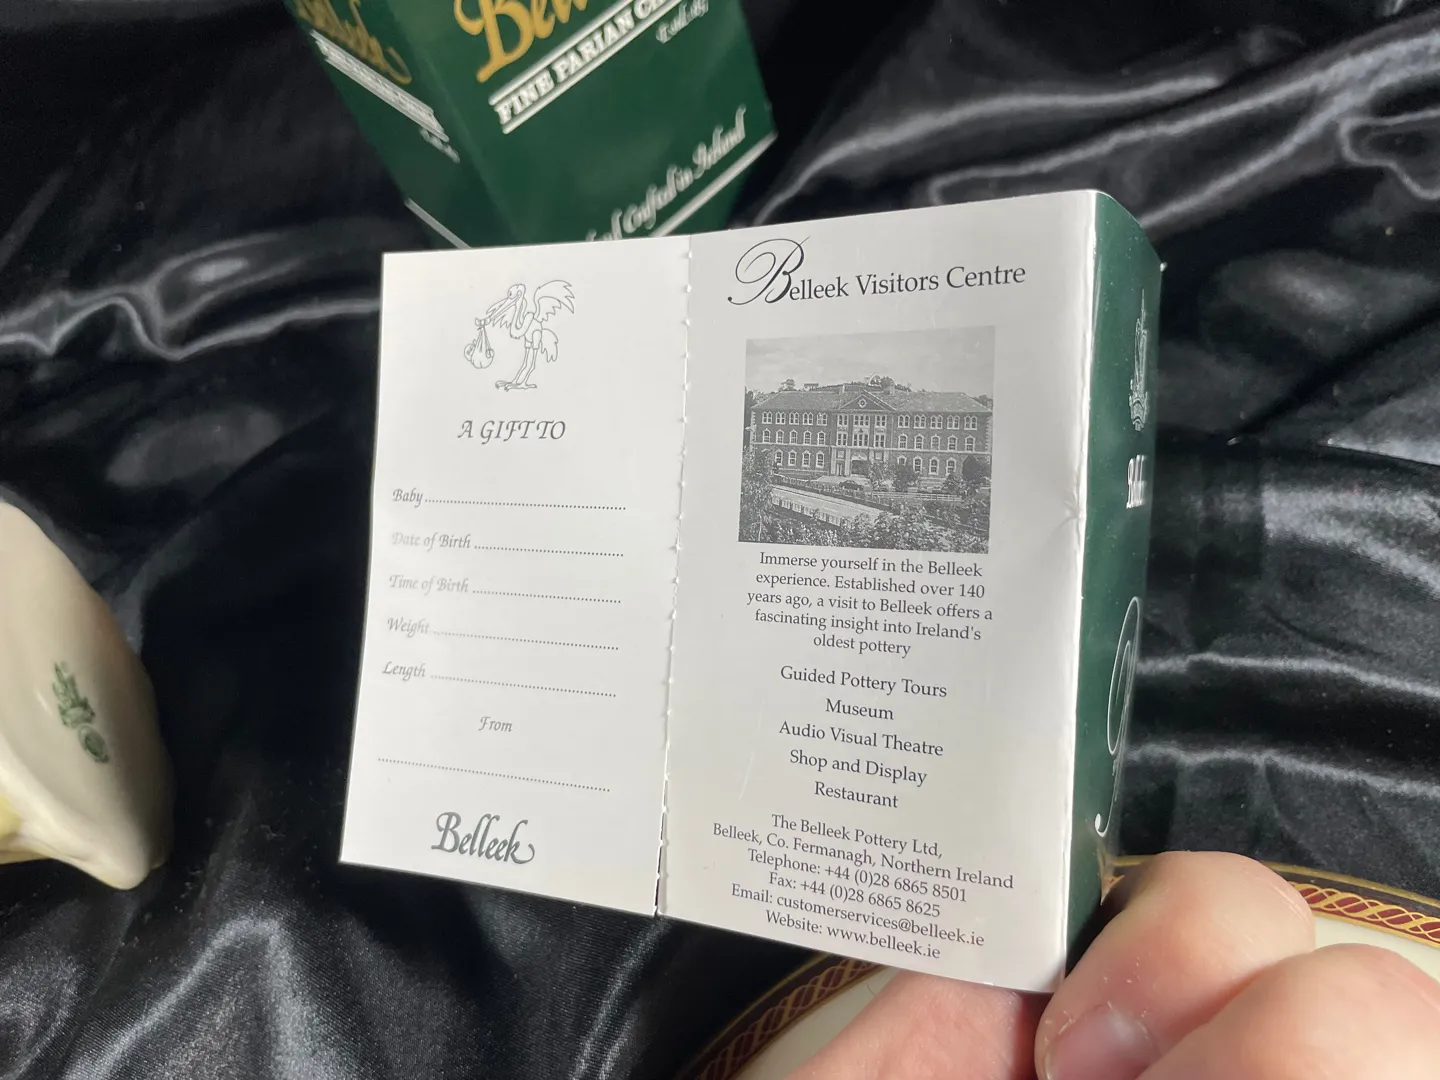 FINE PARIAN
Crafted in Ireland
A GIFT TO
Baby
Date of Birth
Time of Birth
Weight
Length
From
Belleek
Belleek Visitors Centre
Immerse yourself in the Belleek
experience. Established over 140
years ago, a visit to Belleek offers a
fascinating insight into Ireland's
oldest pottery
Guided Pottery Tours
Museum
Audio Visual Theatre
Shop and Display
Restaurant
The Belleek Pottery Ltd,
Belleek, Co. Fermanagh, Northern Ireland
Telephone: +44 (0)28 6865 8501
Fax: +44 (0)28 6865 8625
Email: customerservices@belleek.ie
Website: www.belleek.ie